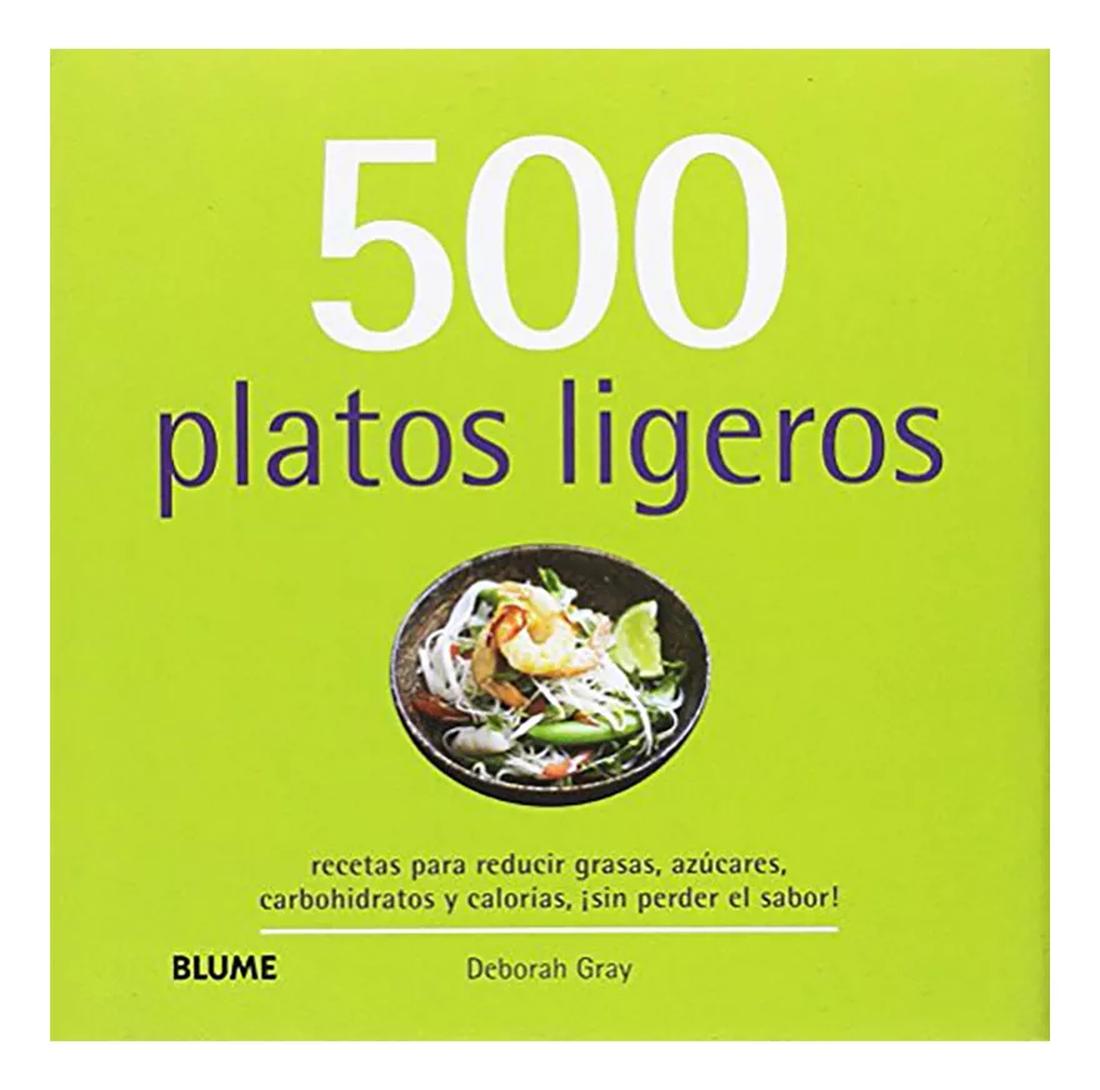 500
platos ligeros
recetas para reducir grasas, azúcares,
carbohidratos y calorías, ¡sin perder el sabor!
BLUME
Deborah Gray